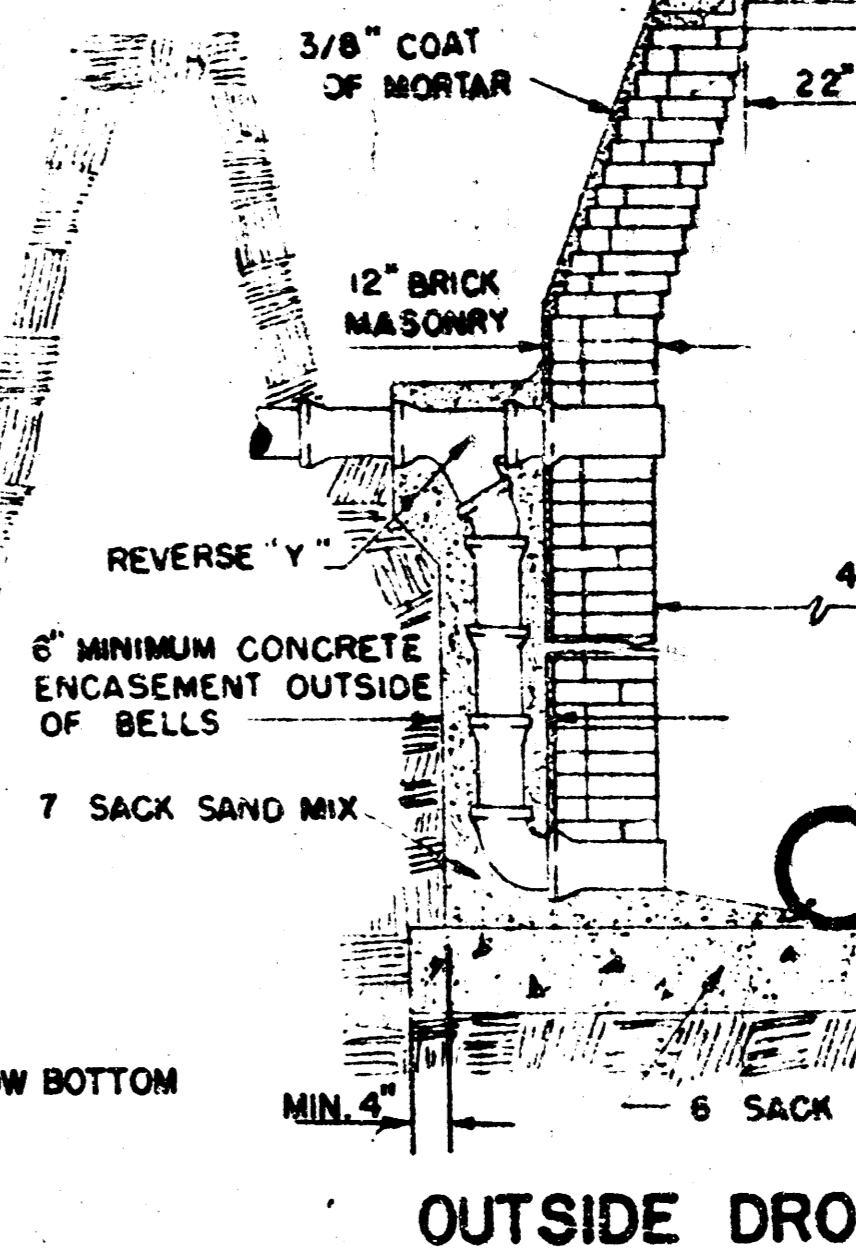 3/8" COAT
OF MORTAR
22"
12" BRICK
MASONRY
REVERSE "Y"
4
6" MINIMUM CONCRETE
ENCASEMENT OUTSIDE
OF BELLS
7 SACK SAND MIX
W BOTTOM
MIN. 4"
6 SACK
OUTSIDE DRO